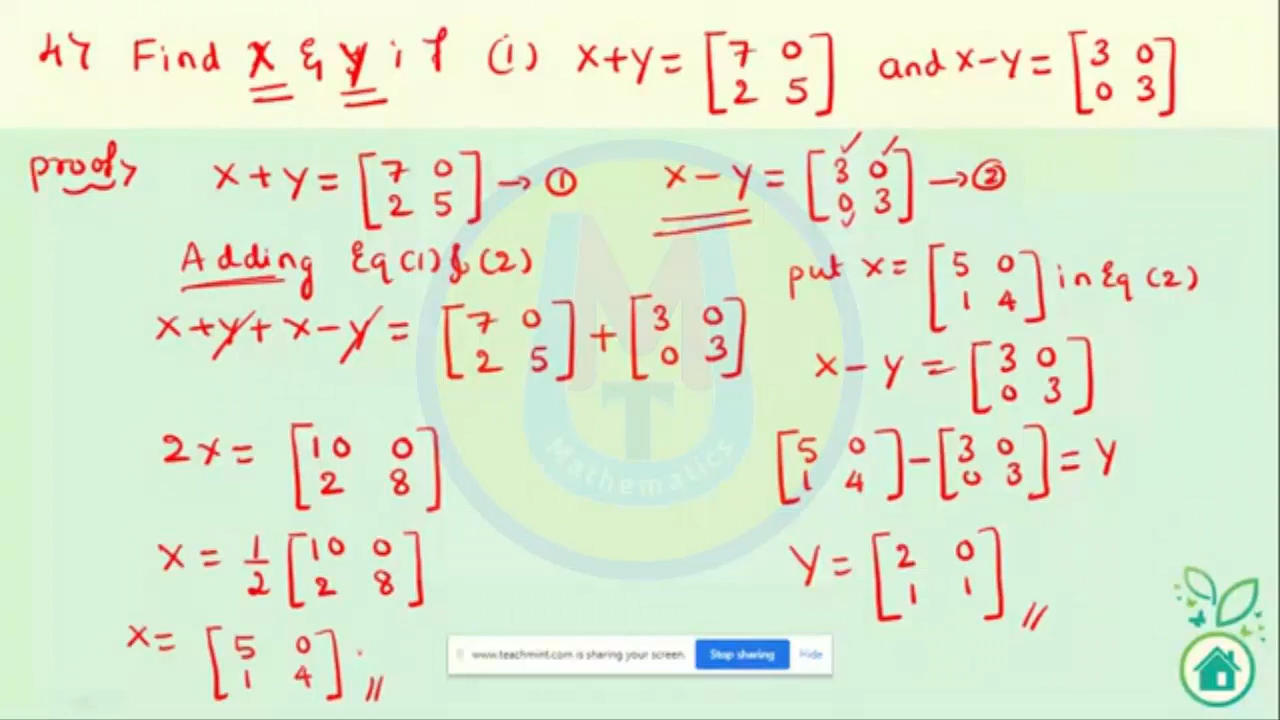 47 Find X & Y if (1) X+Y = [7 0 2 5] and X-Y = [3 0 0 3]
proof>
X+Y = [7 0 2 5] → ①
Adding Eq(1) & (2)
X+Y+X-Y = [7 0 2 5] + [3 0 0 3]
2X = [10 0 2 8]
X = 1/2 [10 0 2 8]
X = [5 0 1 4] //
X-Y = [3 0 0 3] → ②
put X = [5 0 1 4] in Eq (2)
X-Y = [3 0 0 3]
[5 0 1 4] - [3 0 0 3] = Y
Y = [2 0 1 1] //
UMT
Mathematics
www.teachmint.com is sharing your screen.
Stop sharing
Hide